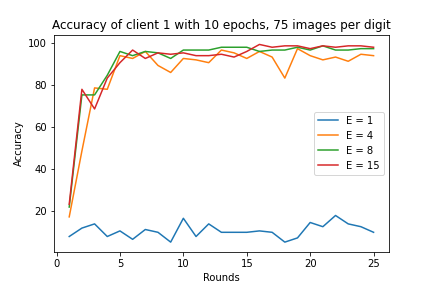 Accuracy of client 1 with 10 epochs, 75 images per digit
100
80
60
40
20
Accuracy
0
5
10
15
20
25
Rounds
E = 1
E = 4
E = 8
E = 15